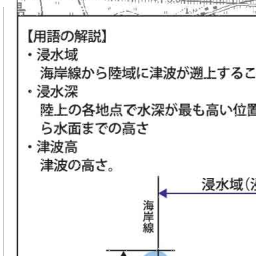 【用語の解説】
・浸水域
海岸線から陸域に津波が遡上するこ
・浸水深
陸上の各地点で水深が最も高い位置
ら水面までの高さ
・津波高
津波の高さ。
浸水域(
海岸線